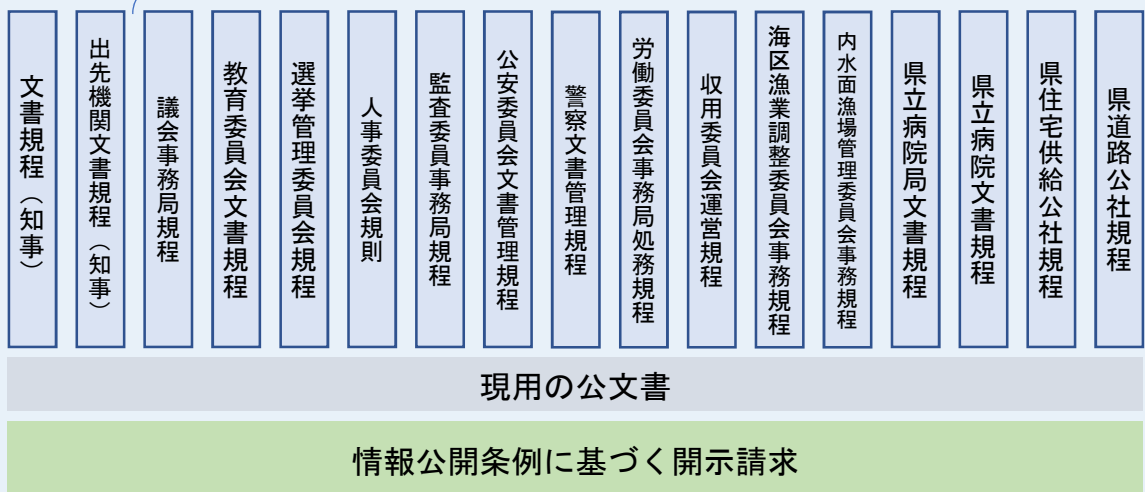 文書規程（知事）
出先機関文書規程（知事）
議会事務局規程
教育委員会文書規程
選挙管理委員会規程
人事委員会規則
監査委員事務局規程
公安委員会文書管理規程
警察文書管理規程
労働委員会事務局処務規程
収用委員会運営規程
海区漁業調整委員会事務規程
内水面漁場管理委員会事務規程
県立病院局文書規程
県立病院文書規程
県住宅供給公社規程
県道路公社規程
現用の公文書
情報公開条例に基づく開示請求